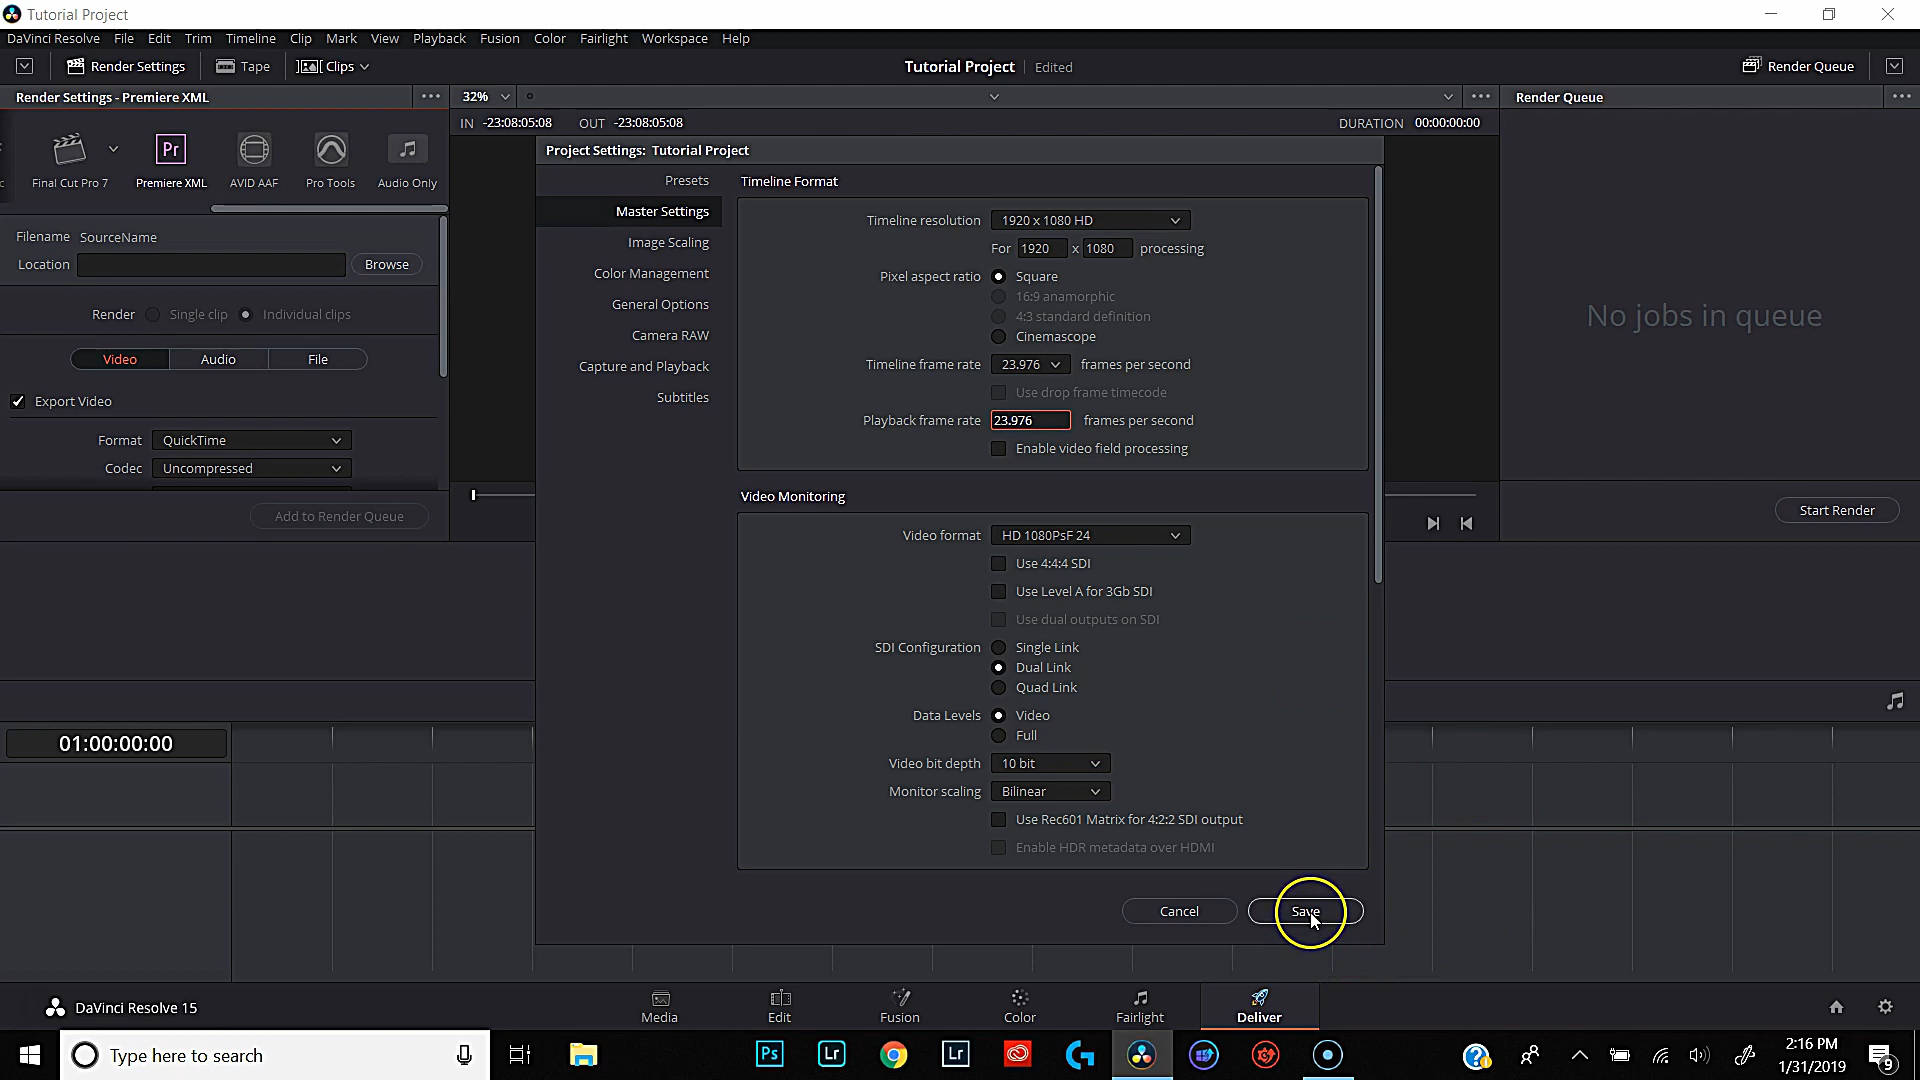 Tutorial Project
DaVinci Resolve File Edit Trim Timeline Clip Mark View Playback Fusion Color Fairlight Workspace Help
Render Settings Tape Clips Tutorial Project Edited Render Queue
Render Settings - Premiere XML 32% Render Queue
IN -23:08:05:08 OUT -23:08:05:08 DURATION 00:00:00:00
Project Settings: Tutorial Project
Pr
Final Cut Pro 7 Premiere XML AVID AAF Pro Tools Audio Only
Filename SourceName
Location Browse
Render Single clip Individual clips
Video Audio File
Export Video
Format QuickTime
Codec Uncompressed
Add to Render Queue
Presets
Master Settings
Image Scaling
Color Management
General Options
Camera RAW
Capture and Playback
Subtitles
Timeline Format
Timeline resolution 1920 x 1080 HD
For 1920 x 1080 processing
Pixel aspect ratio Square
16:9 anamorphic
4:3 standard definition
Cinemascope
Timeline frame rate 23.976 frames per second
Use drop frame timecode
Playback frame rate 23.976 frames per second
Enable video field processing
Video Monitoring
Video format HD 1080PsF 24
Use 4:4:4 SDI
Use Level A for 3Gb SDI
Use dual outputs on SDI
SDI Configuration Single Link
Dual Link
Quad Link
Data Levels Video
Full
Video bit depth 10 bit
Monitor scaling Bilinear
Use Rec601 Matrix for 4:2:2 SDI output
Enable HDR metadata over HDMI
Cancel Save
No jobs in queue
Start Render
01:00:00:00
DaVinci Resolve 15 Media Edit Fusion Color Fairlight Deliver
Type here to search Ps Lr Lr 2:16 PM
1/31/2019 9